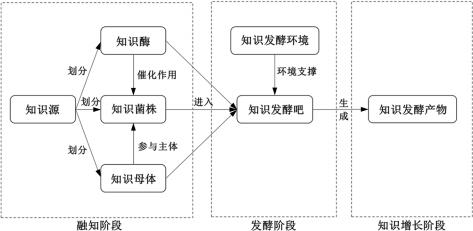 知识酶
知识发酵环境
划分
催化作用
环境支撑
知识源
划分
知识菌株
进入
知识发酵吧
生成
知识发酵产物
划分
参与主体
知识母体
融知阶段
发酵阶段
知识增长阶段